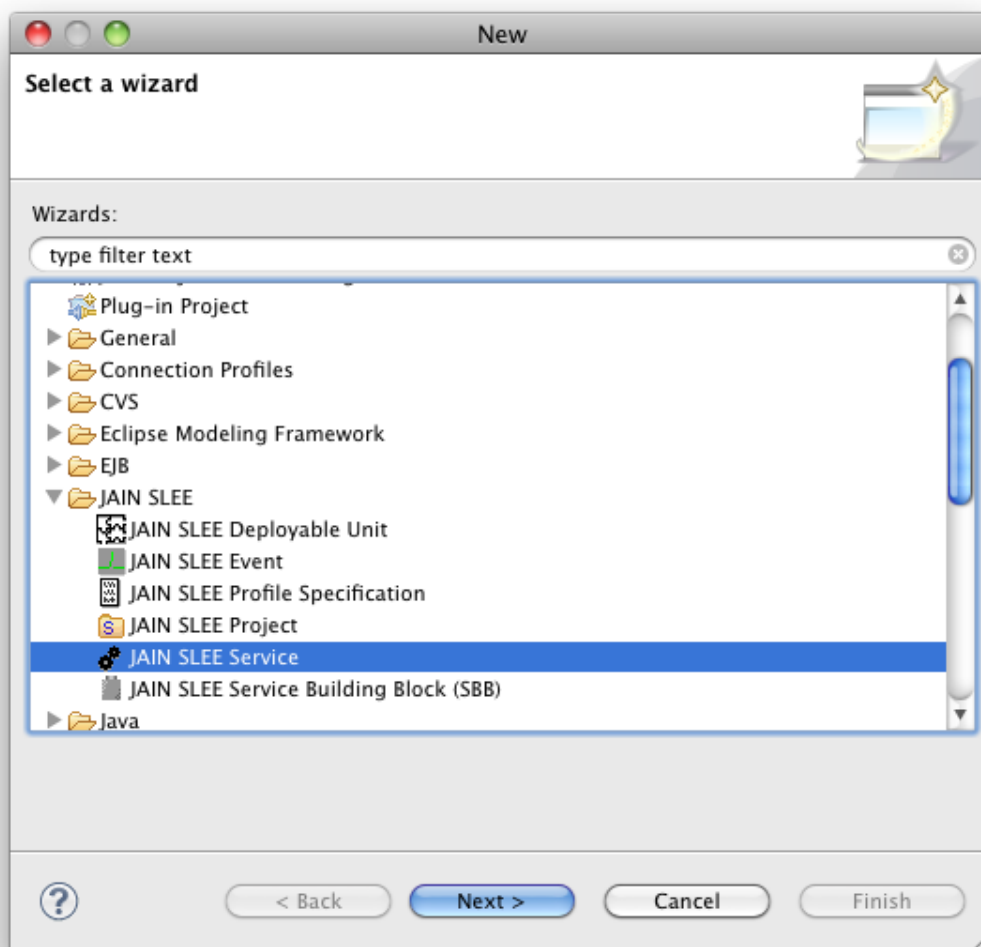 New
Select a wizard
Wizards:
type filter text
Plug-in Project
General
Connection Profiles
CVS
Eclipse Modeling Framework
EJB
JAIN SLEE
JAIN SLEE Deployable Unit
JAIN SLEE Event
JAIN SLEE Profile Specification
S JAIN SLEE Project
JAIN SLEE Service
JAIN SLEE Service Building Block (SBB)
Java
? < Back Next > Cancel Finish